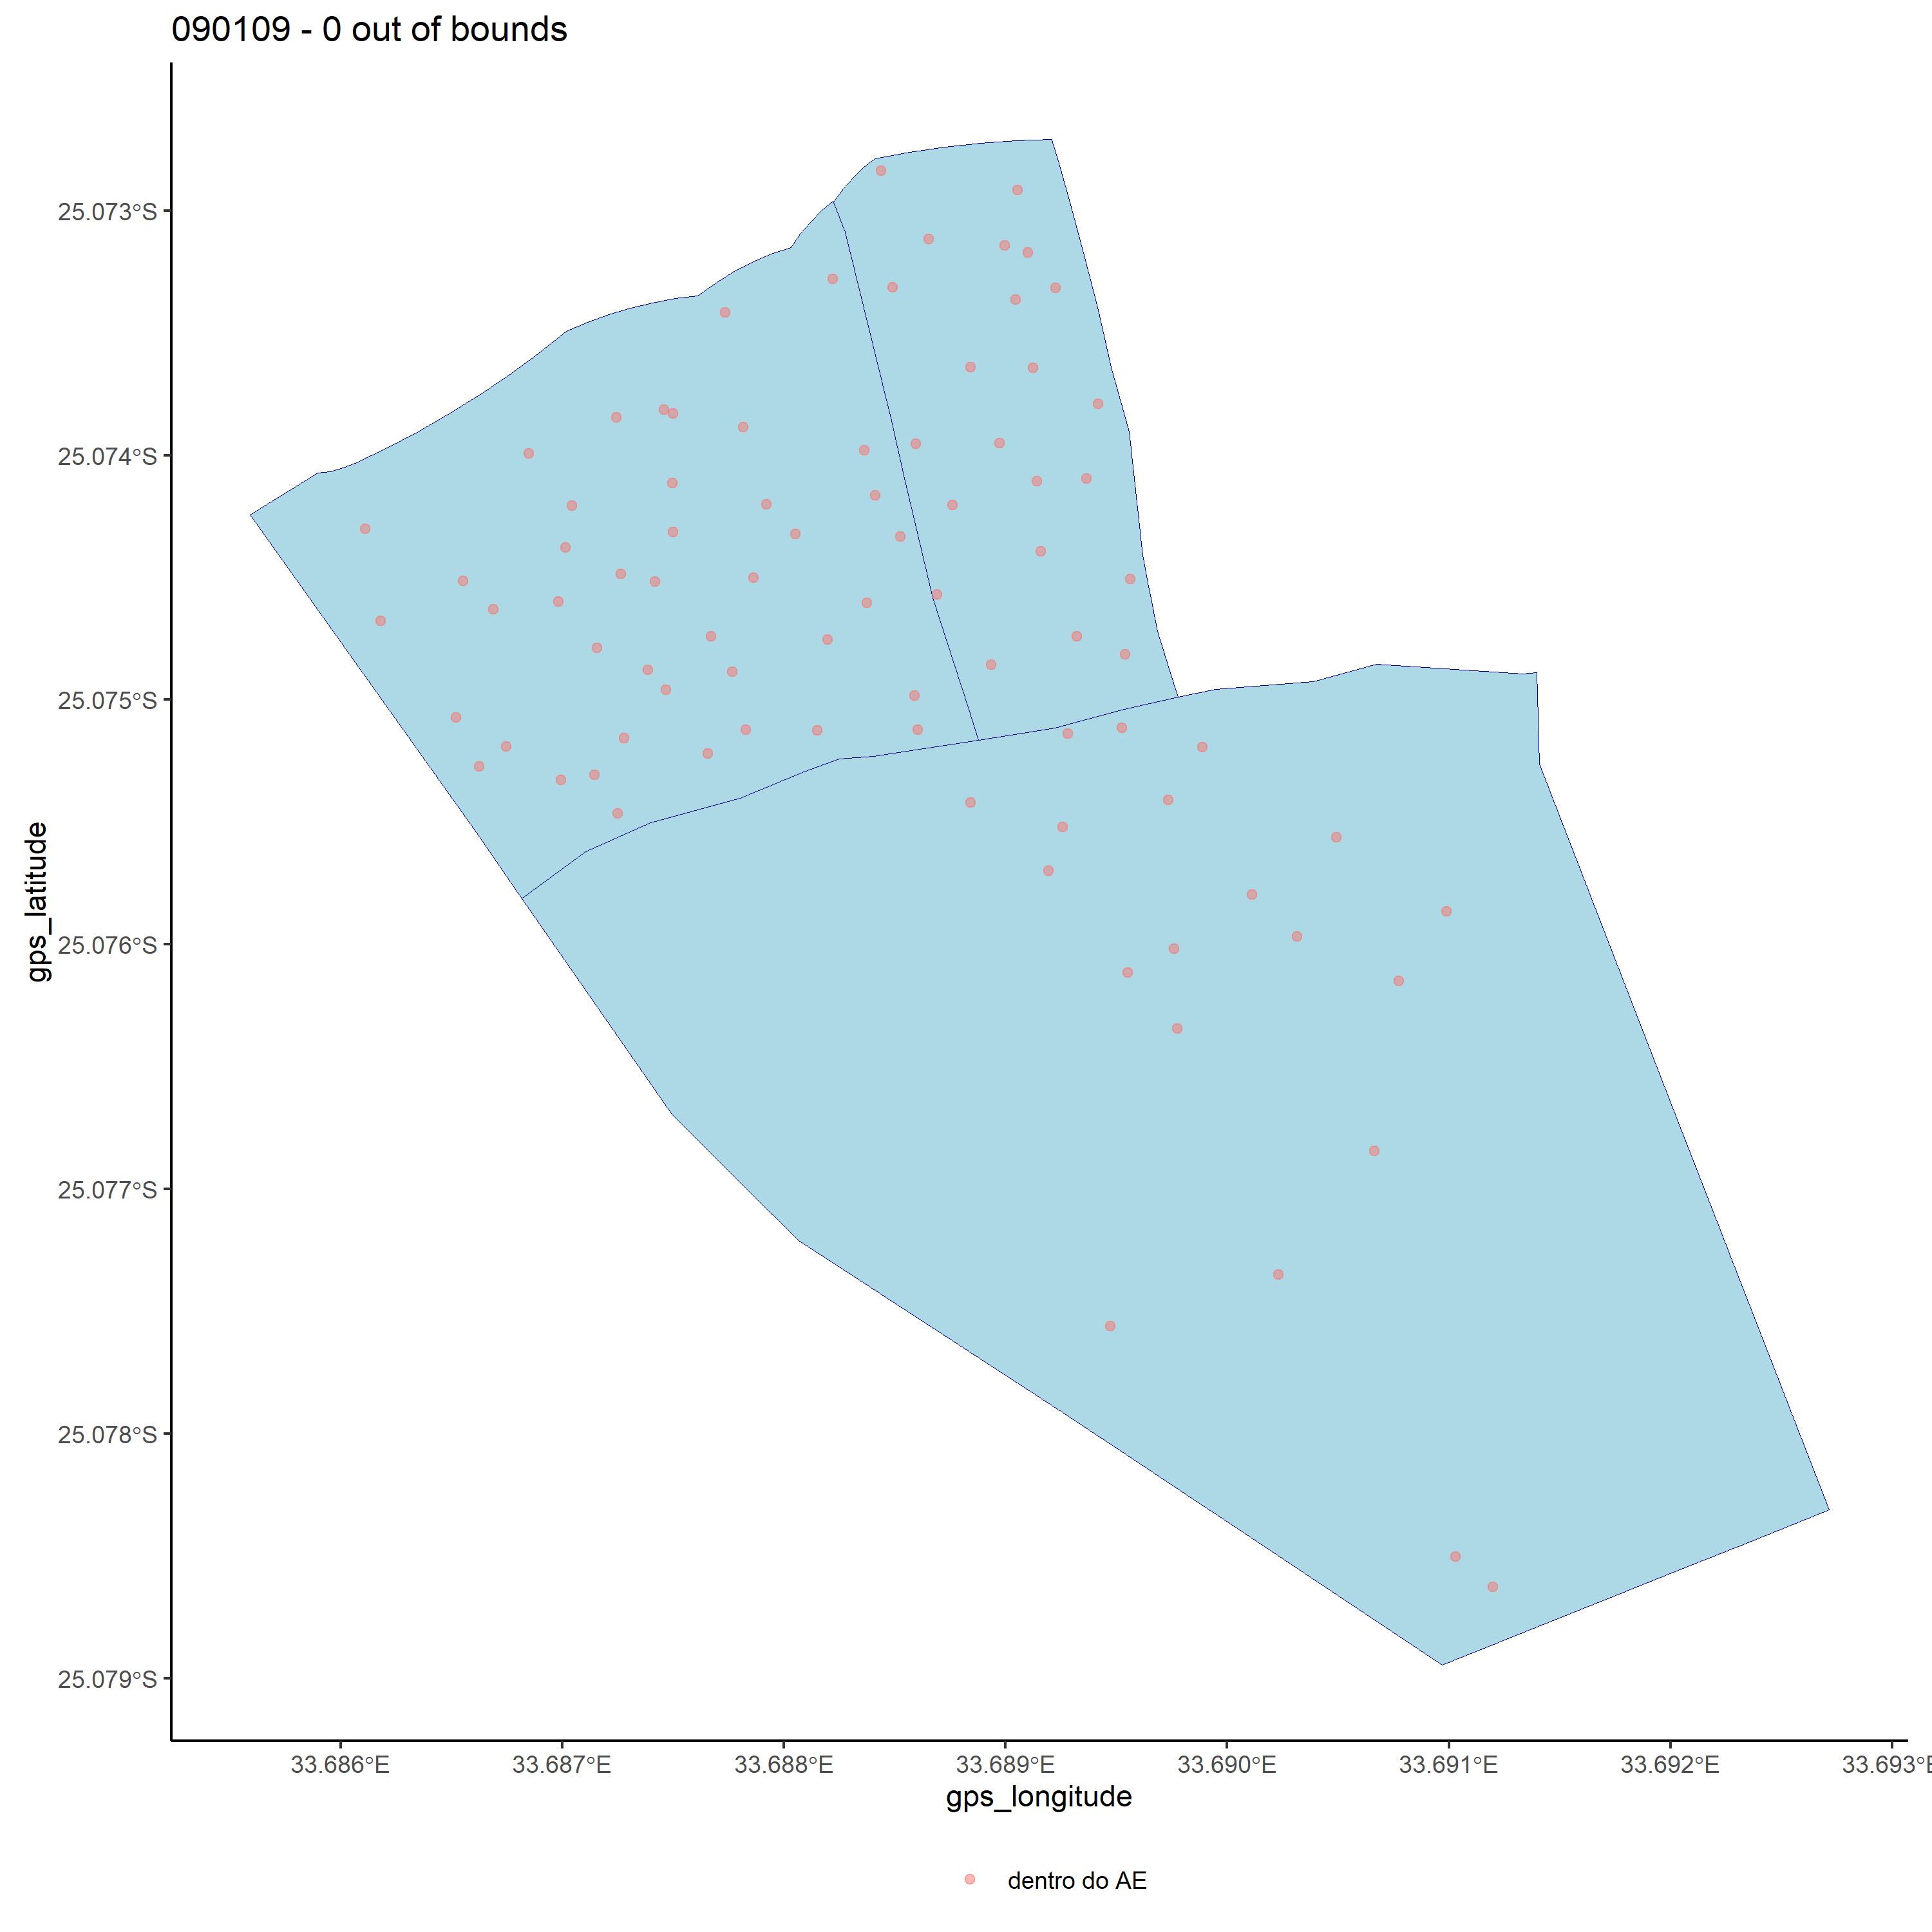 090109 - 0 out of bounds
25.073°S
25.074°S
25.075°S
25.076°S
25.077°S
25.078°S
25.079°S
gps_latitude
33.686°E 33.687°E 33.688°E 33.689°E 33.690°E 33.691°E 33.692°E 33.693°E
gps_longitude
dentro do AE